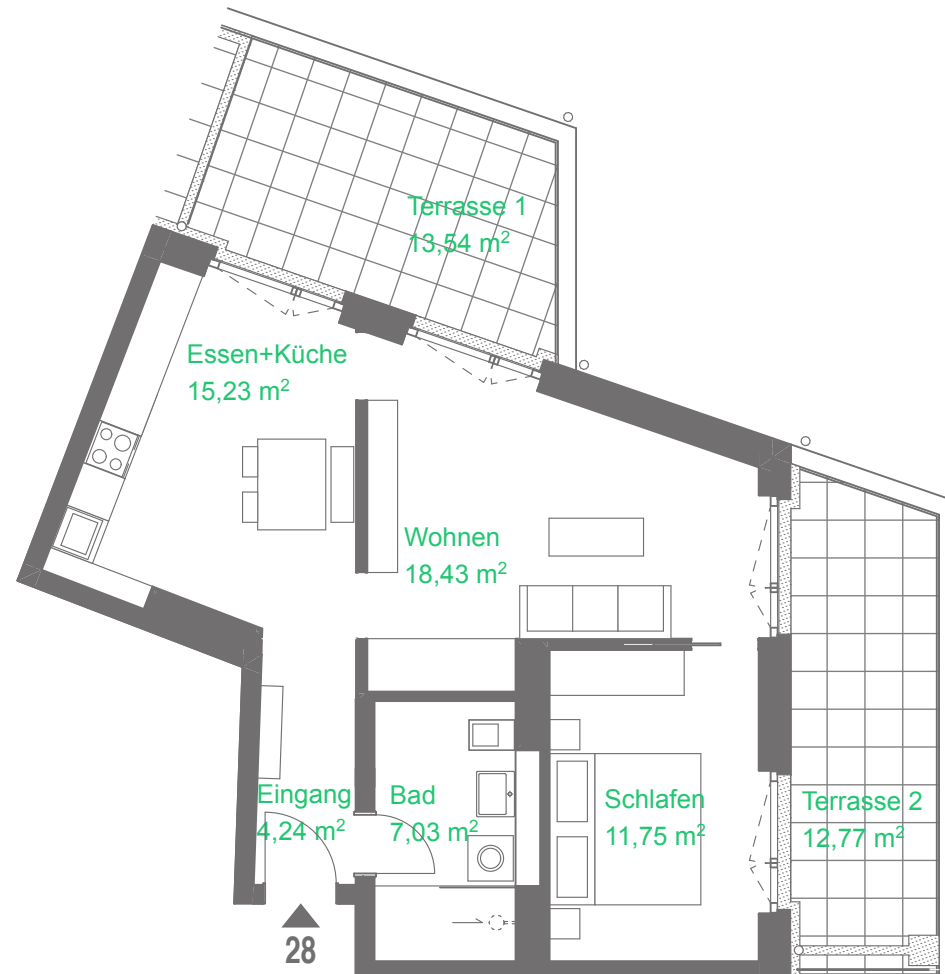 Terrasse 1
13,54 m²
Essen+Küche
15,23 m²
Wohnen
18,43 m²
Eingang
4,24 m²
Bad
7,03 m²
Schlafen
11,75 m²
Terrasse 2
12,77 m²
28